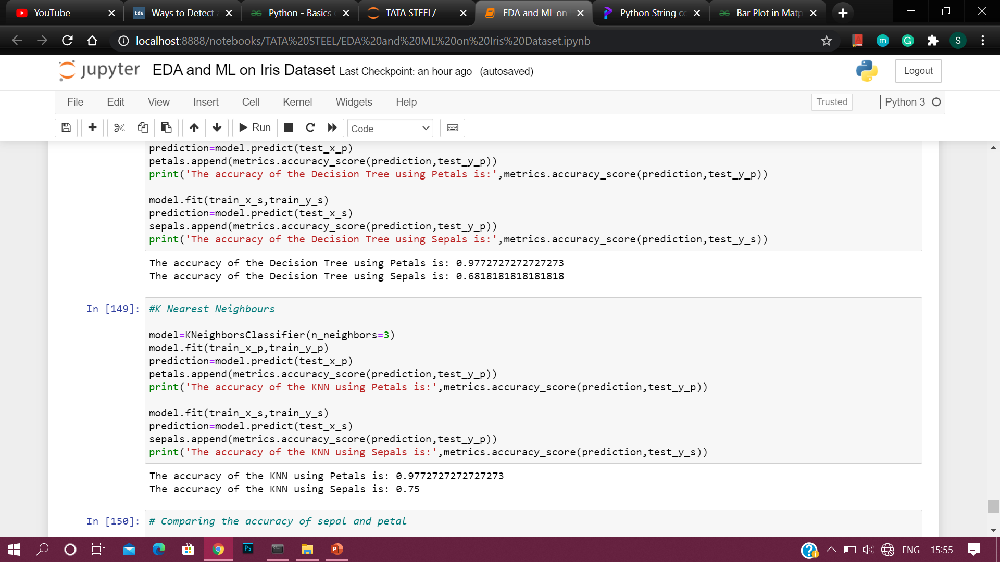 YouTube
tds Ways to Detect
Python - Basics
TATA STEEL/
EDA and ML on
Python String co
Bar Plot in Matp
localhost:8888/notebooks/TATA%20STEEL/EDA%20and%20ML%20on%20Iris%20Dataset.ipynb
m
G
S
jupyter EDA and ML on Iris Dataset Last Checkpoint: an hour ago (autosaved)
Logout
File Edit View Insert Cell Kernel Widgets Help
Trusted
Python 3
Run
Code
prediction=model.predict(test_x_p)
petals.append(metrics.accuracy_score(prediction,test_y_p))
print('The accuracy of the Decision Tree using Petals is:',metrics.accuracy_score(prediction,test_y_p))
model.fit(train_x_s,train_y_s)
prediction=model.predict(test_x_s)
sepals.append(metrics.accuracy_score(prediction,test_y_p))
print('The accuracy of the Decision Tree using Sepals is:',metrics.accuracy_score(prediction,test_y_s))
The accuracy of the Decision Tree using Petals is: 0.9772727272727273
The accuracy of the Decision Tree using Sepals is: 0.6818181818181818
In [149]: #K Nearest Neighbours
model=KNeighborsClassifier(n_neighbors=3)
model.fit(train_x_p,train_y_p)
prediction=model.predict(test_x_p)
petals.append(metrics.accuracy_score(prediction,test_y_p))
print('The accuracy of the KNN using Petals is:',metrics.accuracy_score(prediction,test_y_p))
model.fit(train_x_s,train_y_s)
prediction=model.predict(test_x_s)
sepals.append(metrics.accuracy_score(prediction,test_y_p))
print('The accuracy of the KNN using Sepals is:',metrics.accuracy_score(prediction,test_y_s))
The accuracy of the KNN using Petals is: 0.9772727272727273
The accuracy of the KNN using Sepals is: 0.75
In [150]: # Comparing the accuracy of sepal and petal
Ps
P
ENG
15:55